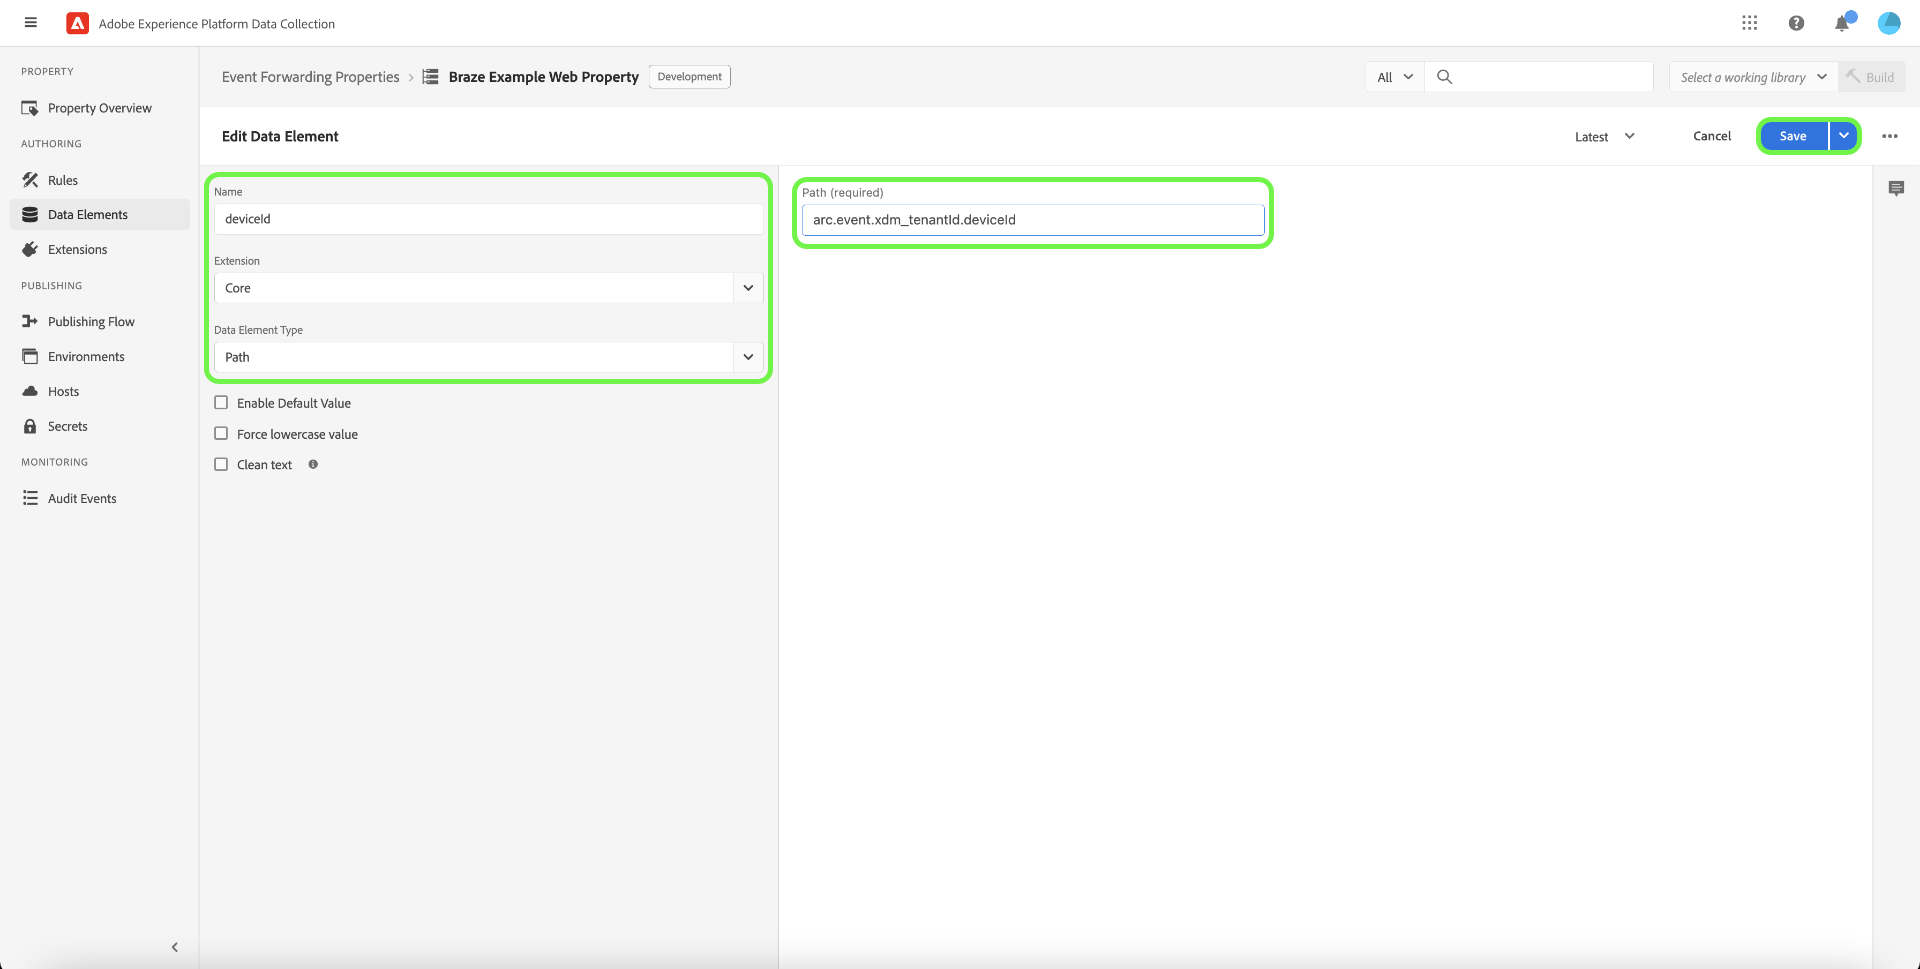 Adobe Experience Platform Data Collection
PROPERTY
Property Overview
AUTHORING
Rules
Data Elements
Extensions
PUBLISHING
Publishing Flow
Environments
Hosts
Secrets
MONITORING
Audit Events
Event Forwarding Properties > Braze Example Web Property Development
All
Select a working library
Build
Edit Data Element
Latest
Cancel
Save
Name
deviceId
Extension
Core
Data Element Type
Path
Enable Default Value
Force lowercase value
Clean text
Path (required)
arc.event.xdm_tenantId.deviceId